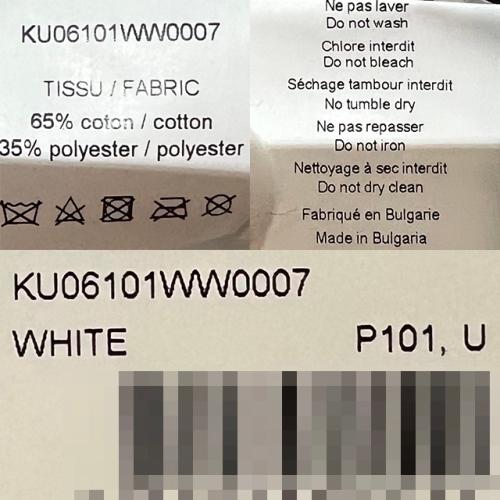 KU06101WW0007
TISSU / FABRIC
65% coton / cotton
35% polyester / polyester
Ne pas laver
Do not wash
Chlore interdit
Do not bleach
Séchage tambour interdit
No tumble dry
Ne pas repasser
Do not iron
Nettoyage à sec interdit
Do not dry clean
Fabriqué en Bulgarie
Made in Bulgaria
KU06101WW0007
WHITE P101, U